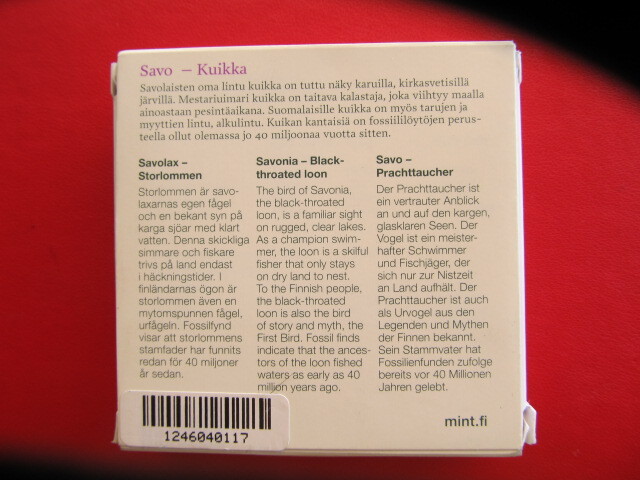 Savo – Kuikka
Savolaisten oma lintu kuikka on tuttu näky karuilla, kirkasvetisillä
järvillä. Mestariuimari kuikka on taitava kalastaja, joka viihtyy maalla
ainoastaan pesintäaikana. Suomalaisille kuikka on myös tarujen ja
myyttien lintu, alkulintu. Kuikan kantaisiä on fossiililöytöjen perus-
teella ollut olemassa jo 40 miljoonaa vuotta sitten.
Savolax –
Storlommen
Storlommen är savo-
laxarnas egen fågel
och en bekant syn på
karga sjöar med klart
vatten. Denna skickliga
simmare och fiskare
trivs på land endast
i häckningstider. I
finländarnas ögon är
storlommen även en
mytomspunnen fågel,
urfågeln. Fossilfynd
visar att storlommens
stamfader har funnits
redan för 40 miljoner
år sedan.
Savonia – Black-
throated loon
The bird of Savonia,
the black-throated
loon, is a familiar sight
on rugged, clear lakes.
As a champion swim-
mer, the loon is a skilful
fisher that only stays
on dry land to nest.
To the Finnish people,
the black-throated
loon is also the bird
of story and myth, the
First Bird. Fossil finds
indicate that the ances-
tors of the loon fished
waters as early as 40
million years ago.
Savo –
Prachttaucher
Der Prachttaucher ist
ein vertrauter Anblick
an und auf den kargen,
glasklaren Seen. Der
Vogel ist ein meister-
hafter Schwimmer
und Fischjäger, der
sich nur zur Nistzeit
an Land aufhält. Der
Prachttaucher ist auch
als Urvogel aus den
Legenden und Mythen
der Finnen bekannt.
Sein Stammvater hat
Fossilienfunden zufolge
bereits vor 40 Millionen
Jahren gelebt.
1246040117
mint.fi